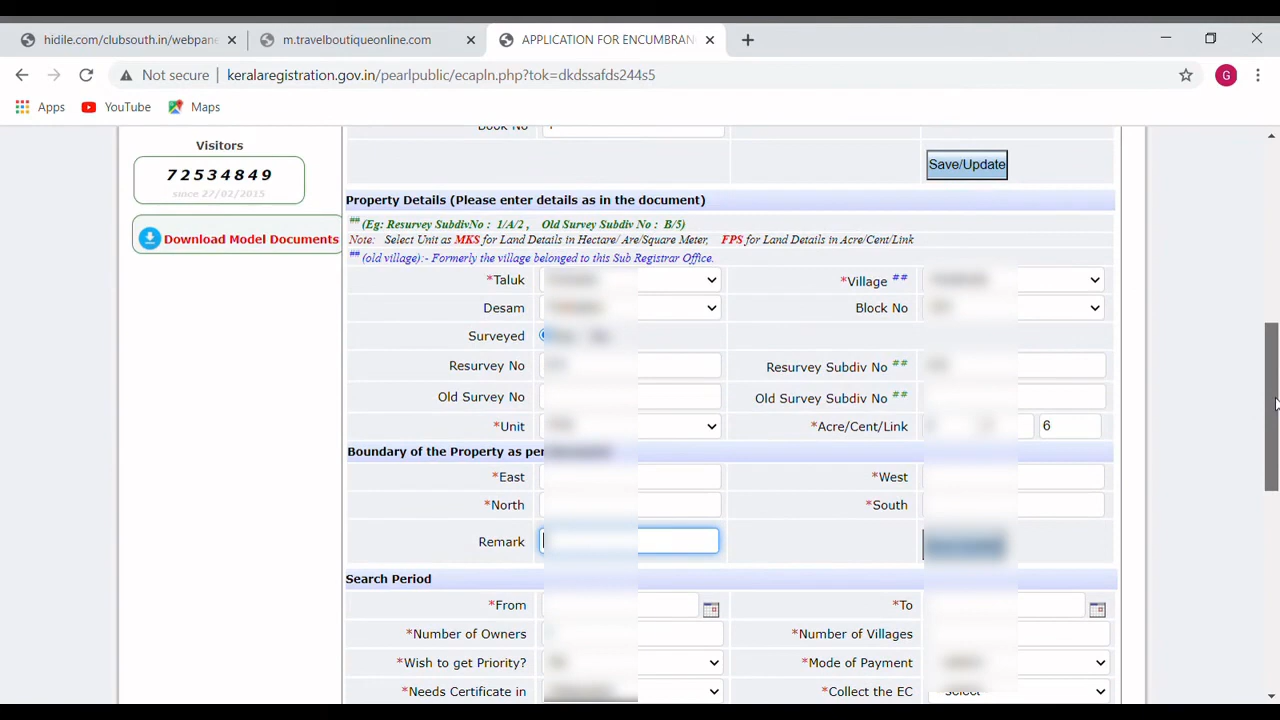 hidile.com/clubsouth.in/webpane
m.travelboutiqueonline.com
APPLICATION FOR ENCUMBRAN
Not secure
keralaregistration.gov.in/pearlpublic/ecapln.php?tok=dkdssafds244s5
G
Apps YouTube Maps
Visitors
72534849
since 27/02/2015
Download Model Documents
Book No
Save/Update
Property Details (Please enter details as in the document)
## (Eg: Resurvey SubdivNo : 1/A/2 , Old Survey Subdiv No : B/5)
Note: Select Unit as MKS for Land Details in Hectare/ Are/Square Meter, FPS for Land Details in Acre/Cent/Link
## (old village):- Formerly the village belonged to this Sub Registrar Office.
*Taluk *Village ##
Desam Block No
Surveyed
Resurvey No Resurvey Subdiv No ##
Old Survey No Old Survey Subdiv No ##
*Unit *Acre/Cent/Link 6
Boundary of the Property as per
*East *West
*North *South
Remark
Search Period
*From *To
*Number of Owners *Number of Villages
*Wish to get Priority? *Mode of Payment
*Needs Certificate in *Collect the EC